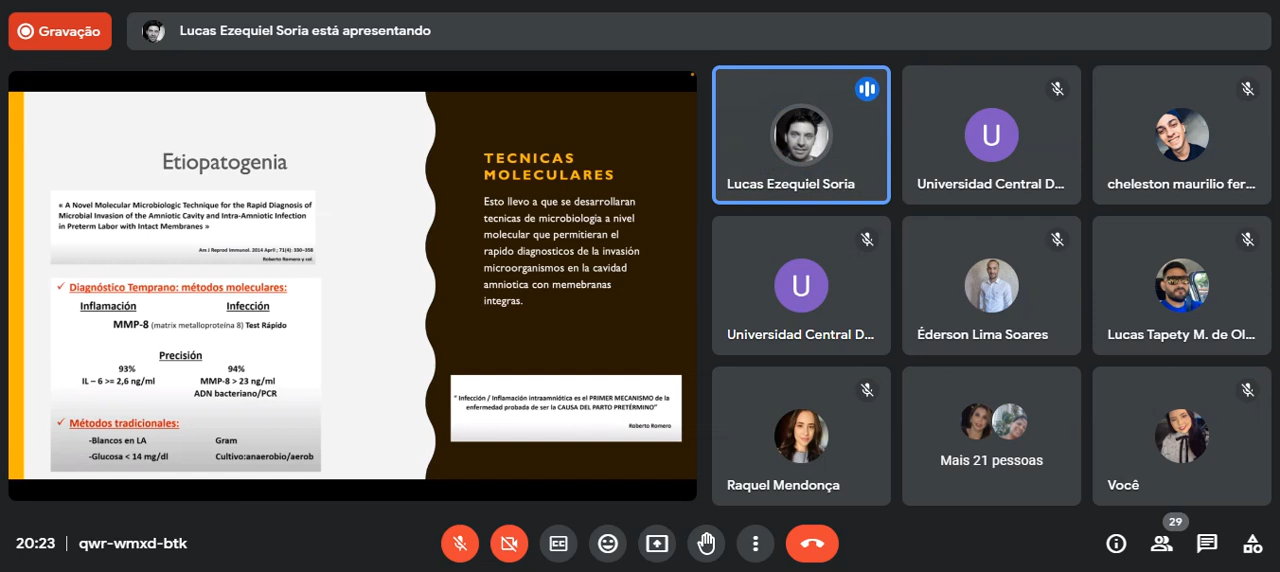 Gravação
Lucas Ezequiel Soria está apresentando
Etiopatogenia
« A Novel Molecular Microbiologic Technique for the Rapid Diagnosis of
Microbial Invasion of the Amniotic Cavity and Intra-Amniotic Infection
in Preterm Labor with Intact Membranes »
Am J Reprod Immunol. 2014 April ; 71(4): 330–358
Roberto Romero y col
✓ Diagnóstico Temprano: métodos moleculares:
Inflamación Infección
MMP-8 (matrix metalloproteína 8) Test Rápido
Precisión
93% 94%
IL – 6 >= 2,6 ng/ml MMP-8 > 23 ng/ml
ADN bacteriano/PCR
✓ Métodos tradicionales:
-Blancos en LA Gram
-Glucosa < 14 mg/dl Cultivo:anaerobio/aerob
TECNICAS
MOLECULARES
Esto llevo a que se desarrollaran
tecnicas de microbiologia a nivel
molecular que permitieran el
rapido diagnosticos de la invasión
microorganismos en la cavidad
amniotica con memebranas
integras.
" Infección / Inflamación intraamniótica es el PRIMER MECANISMO de la
enfermedad probada de ser la CAUSA DEL PARTO PRETÉRMINO"
Roberto Romero
Lucas Ezequiel Soria
U
Universidad Central D...
cheleston maurilio fer...
U
Universidad Central D...
Éderson Lima Soares
Lucas Tapety M. de Ol...
Raquel Mendonça
Mais 21 pessoas
Você
20:23 | qwr-wmxd-btk
29